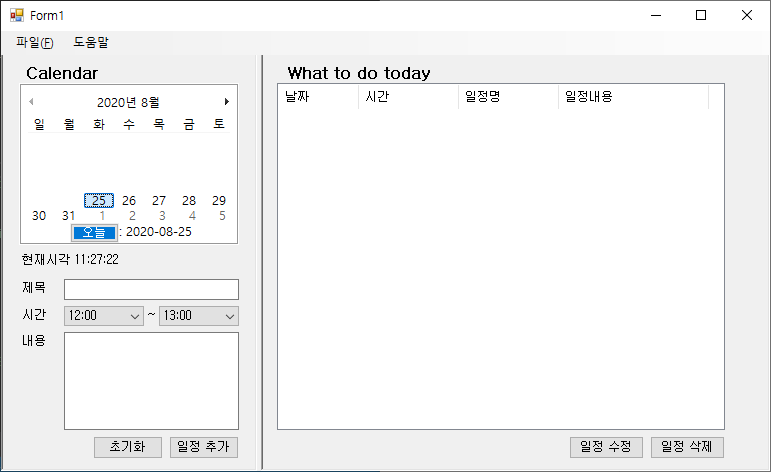 Form1
파일(F) 도움말
Calendar
2020년 8월
일 월 화 수 목 금 토
25 26 27 28 29
30 31 1 2 3 4 5
오늘 : 2020-08-25
현재시각 11:27:22
제목
시간 12:00 ~ 13:00
내용
초기화 일정 추가
What to do today
날짜 시간 일정명 일정내용
일정 수정 일정 삭제